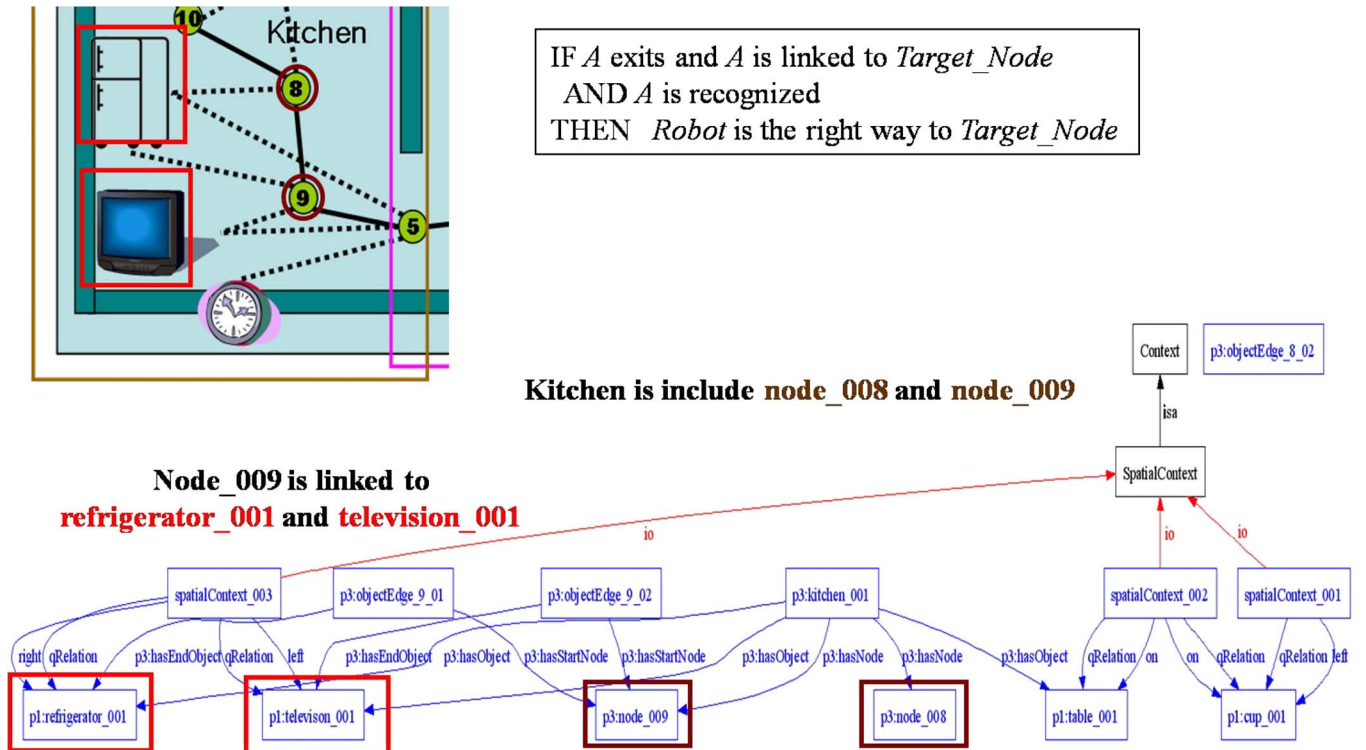 10
Kitchen
8
9
5
IF A exits and A is linked to Target_Node
AND A is recognized
THEN Robot is the right way to Target_Node
Context
p3:objectEdge_8_02
Kitchen is include node_008 and node_009
isa
SpatialContext
Node_009 is linked to
refrigerator_001 and television_001
io
io
io
spatialContext_003
p3:objectEdge_9_01
p3:objectEdge_9_02
p3:kitchen_001
spatialContext_002
spatialContext_001
right qRelation p3:hasEndObject qRelation left p3:hasEndObject p3:hasObject p3:hasStartNode p3:hasStartNode p3:hasObject p3:hasNode p3:hasNode p3:hasObject qRelation on on qRelation qRelation left
p1:refrigerator_001
p1:televison_001
p3:node_009
p3:node_008
p1:table_001
p1:cup_001